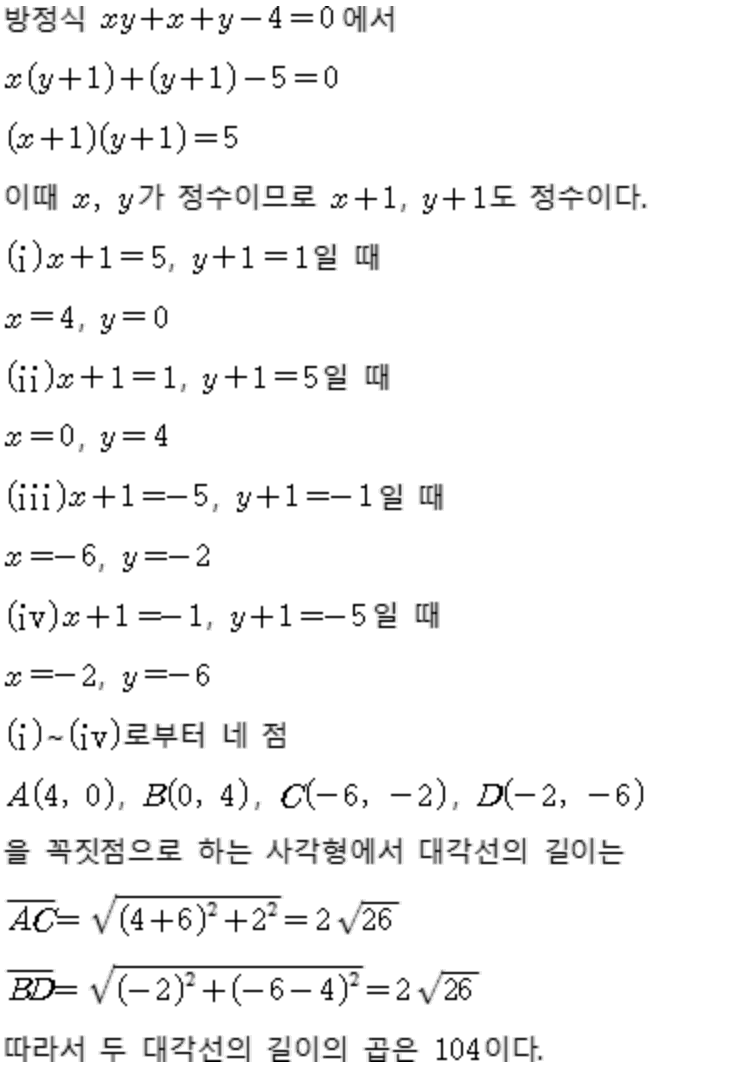 방정식 xy+x+y−4=0에서
x(y+1)+(y+1)−5=0
(x+1)(y+1)=5
이때 x, y가 정수이므로 x+1, y+1도 정수이다.
(i)x+1=5, y+1=1일 때
x=4, y=0
(ii)x+1=1, y+1=5일 때
x=0, y=4
(iii)x+1=−5, y+1=−1일 때
x=−6, y=−2
(iv)x+1=−1, y+1=−5일 때
x=−2, y=−6
(i)~(iv)로부터 네 점
A(4, 0), B(0, 4), C(−6, −2), D(−2, −6)
을 꼭짓점으로 하는 사각형에서 대각선의 길이는
A̅C̅=√((4+6)²+2²)=2√26
B̅D̅=√((−2)²+(−6−4)²)=2√26
따라서 두 대각선의 길이의 곱은 104이다.